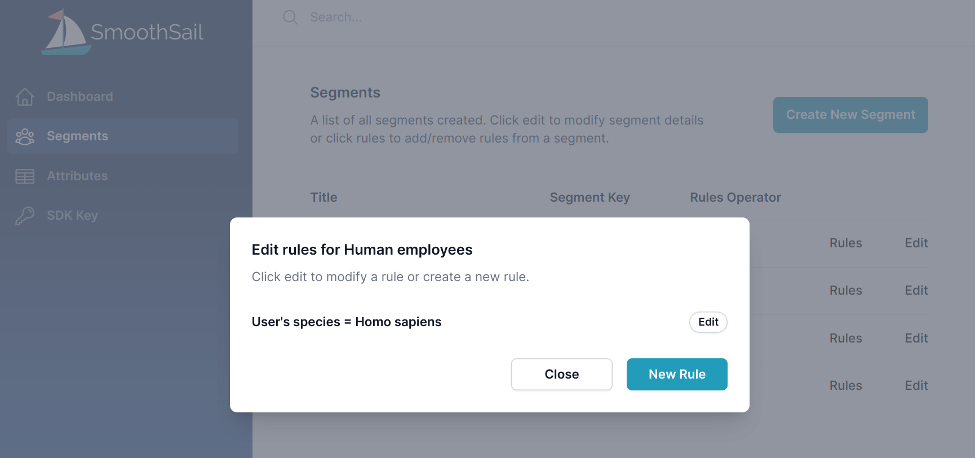 SmoothSail
Search...
Dashboard
Segments
Attributes
SDK Key
Segments
A list of all segments created. Click edit to modify segment details
or click rules to add/remove rules from a segment.
Create New Segment
Title Segment Key Rules Operator
Rules Edit
Rules Edit
Rules Edit
Rules Edit
Edit rules for Human employees
Click edit to modify a rule or create a new rule.
User's species = Homo sapiens Edit
Close New Rule